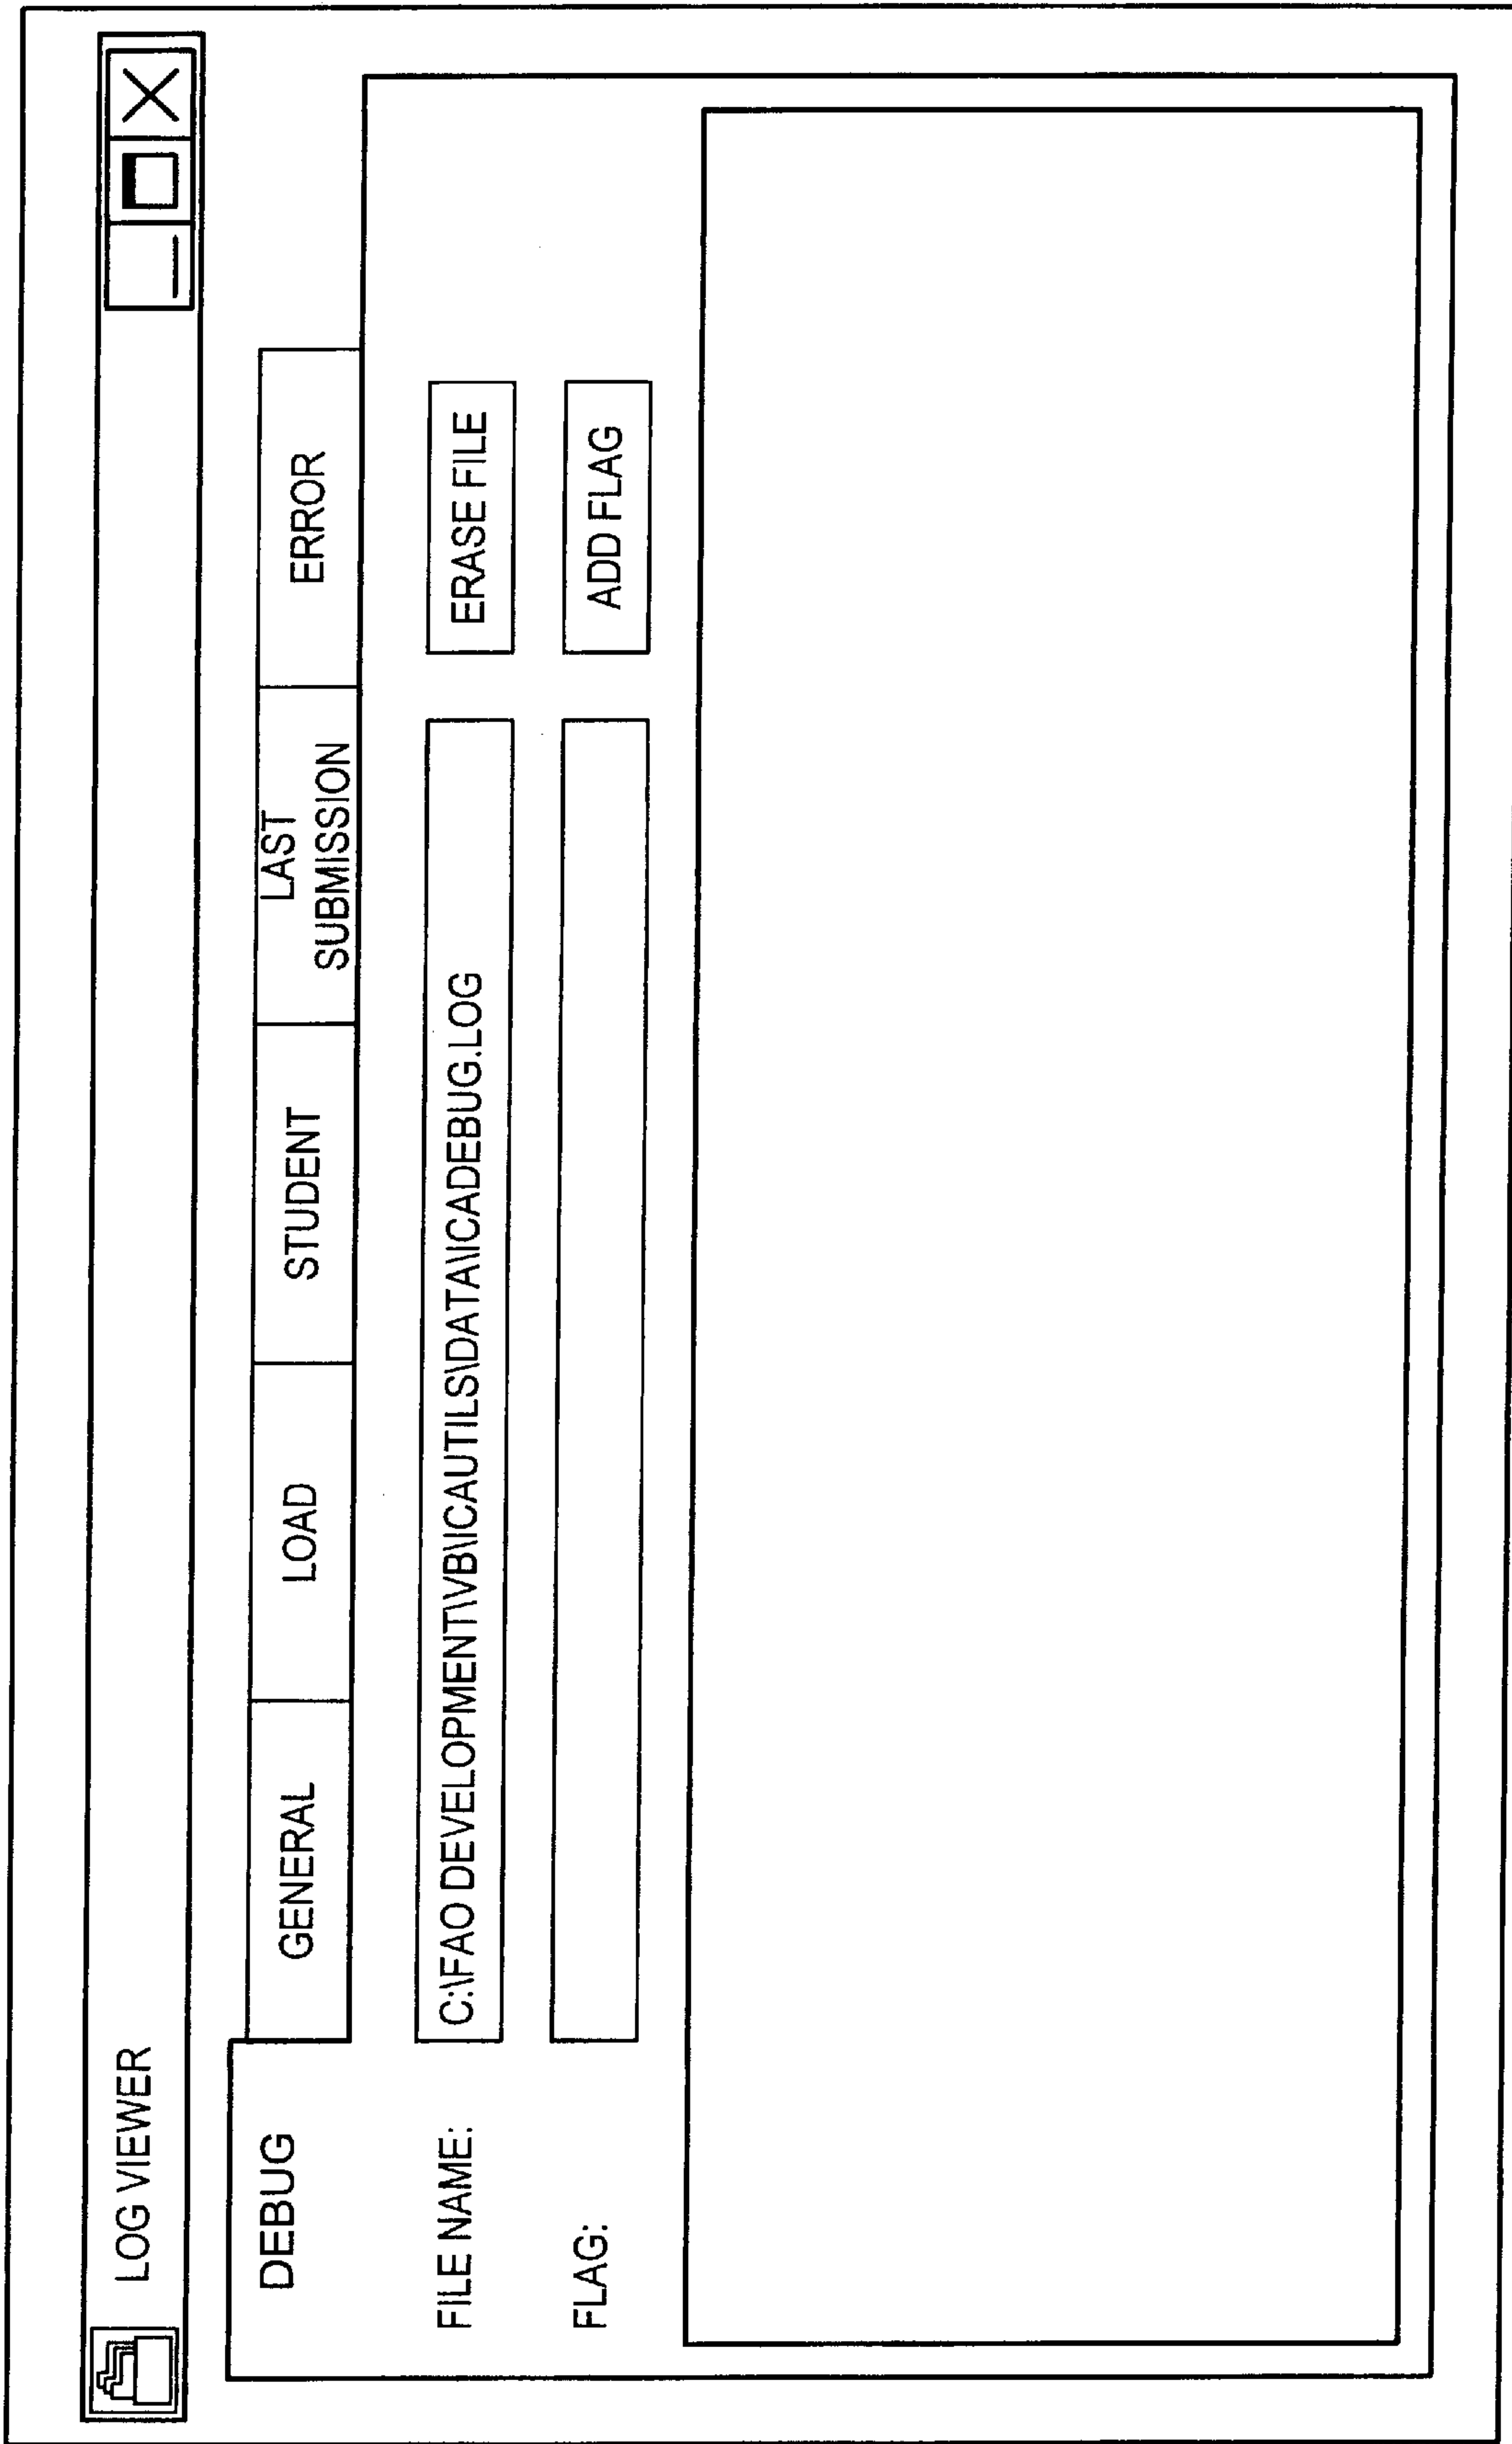 LOG VIEWER
DEBUG
GENERAL
LOAD
STUDENT
LAST
SUBMISSION
ERROR
FILE NAME:
C:\FAO DEVELOPMENT\VB\ICAUTILS\DATA\ICADEBUG.LOG
ERASE FILE
FLAG:
ADD FLAG